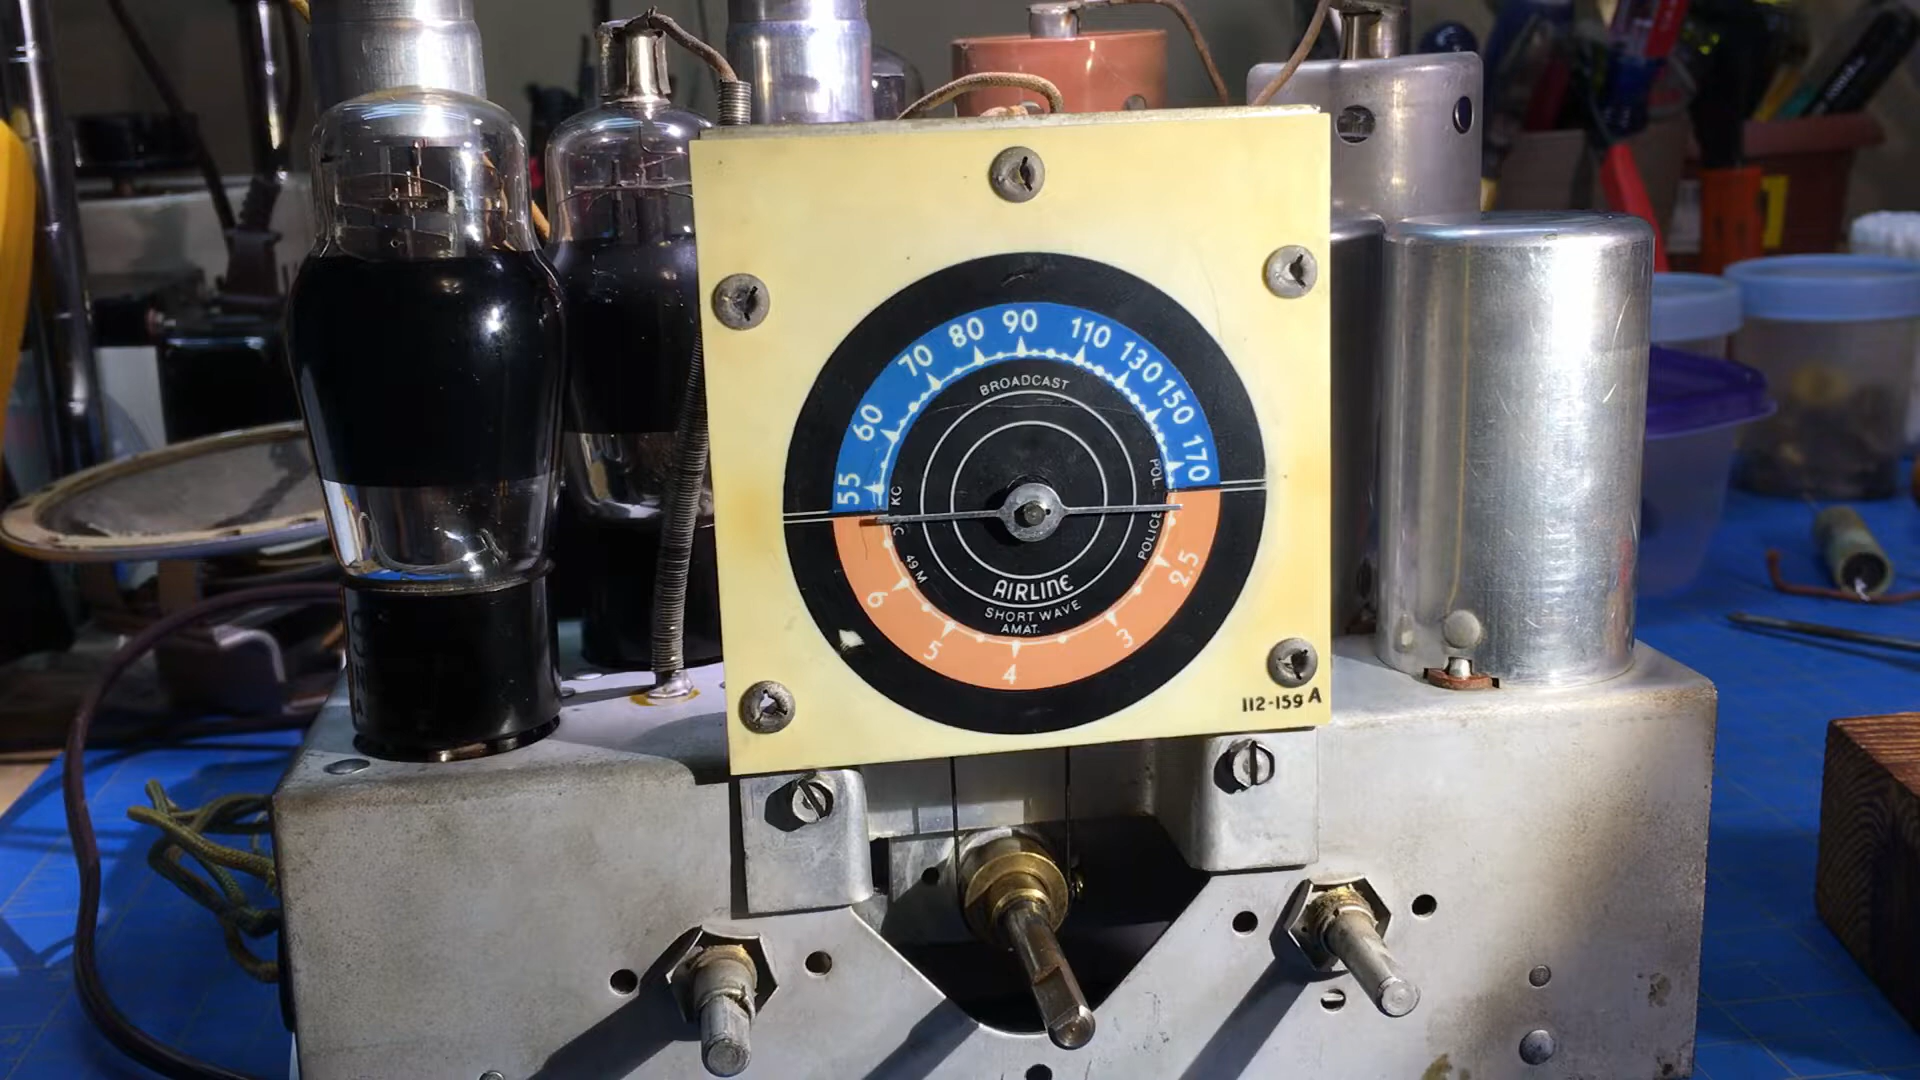 55 60 70 80 90 110 130 150 170
BROADCAST
KC
POL.
POLICE
49 M
AIRLINE
SHORT WAVE
AMAT.
6 5 4 3 2.5
112-159 A